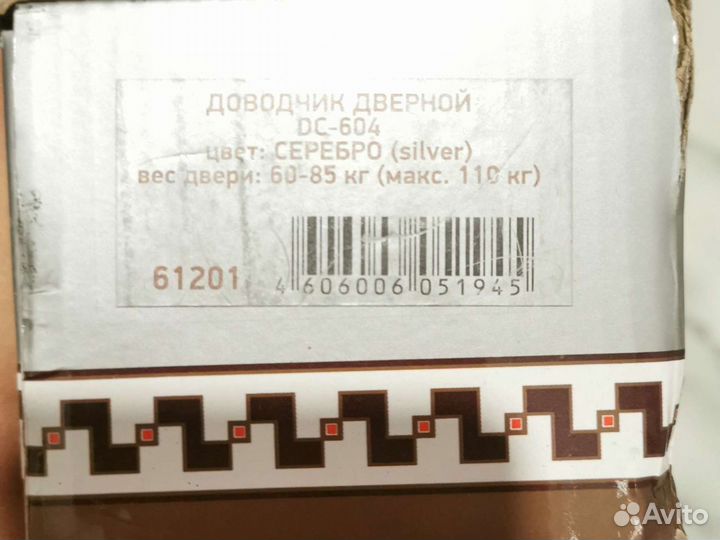 ДОВОДЧИК ДВЕРНОЙ
DC-604
цвет: СЕРЕБРО (silver)
вес двери: 60-85 кг (макс. 110 кг)
61201
4 606006 051945
Avito